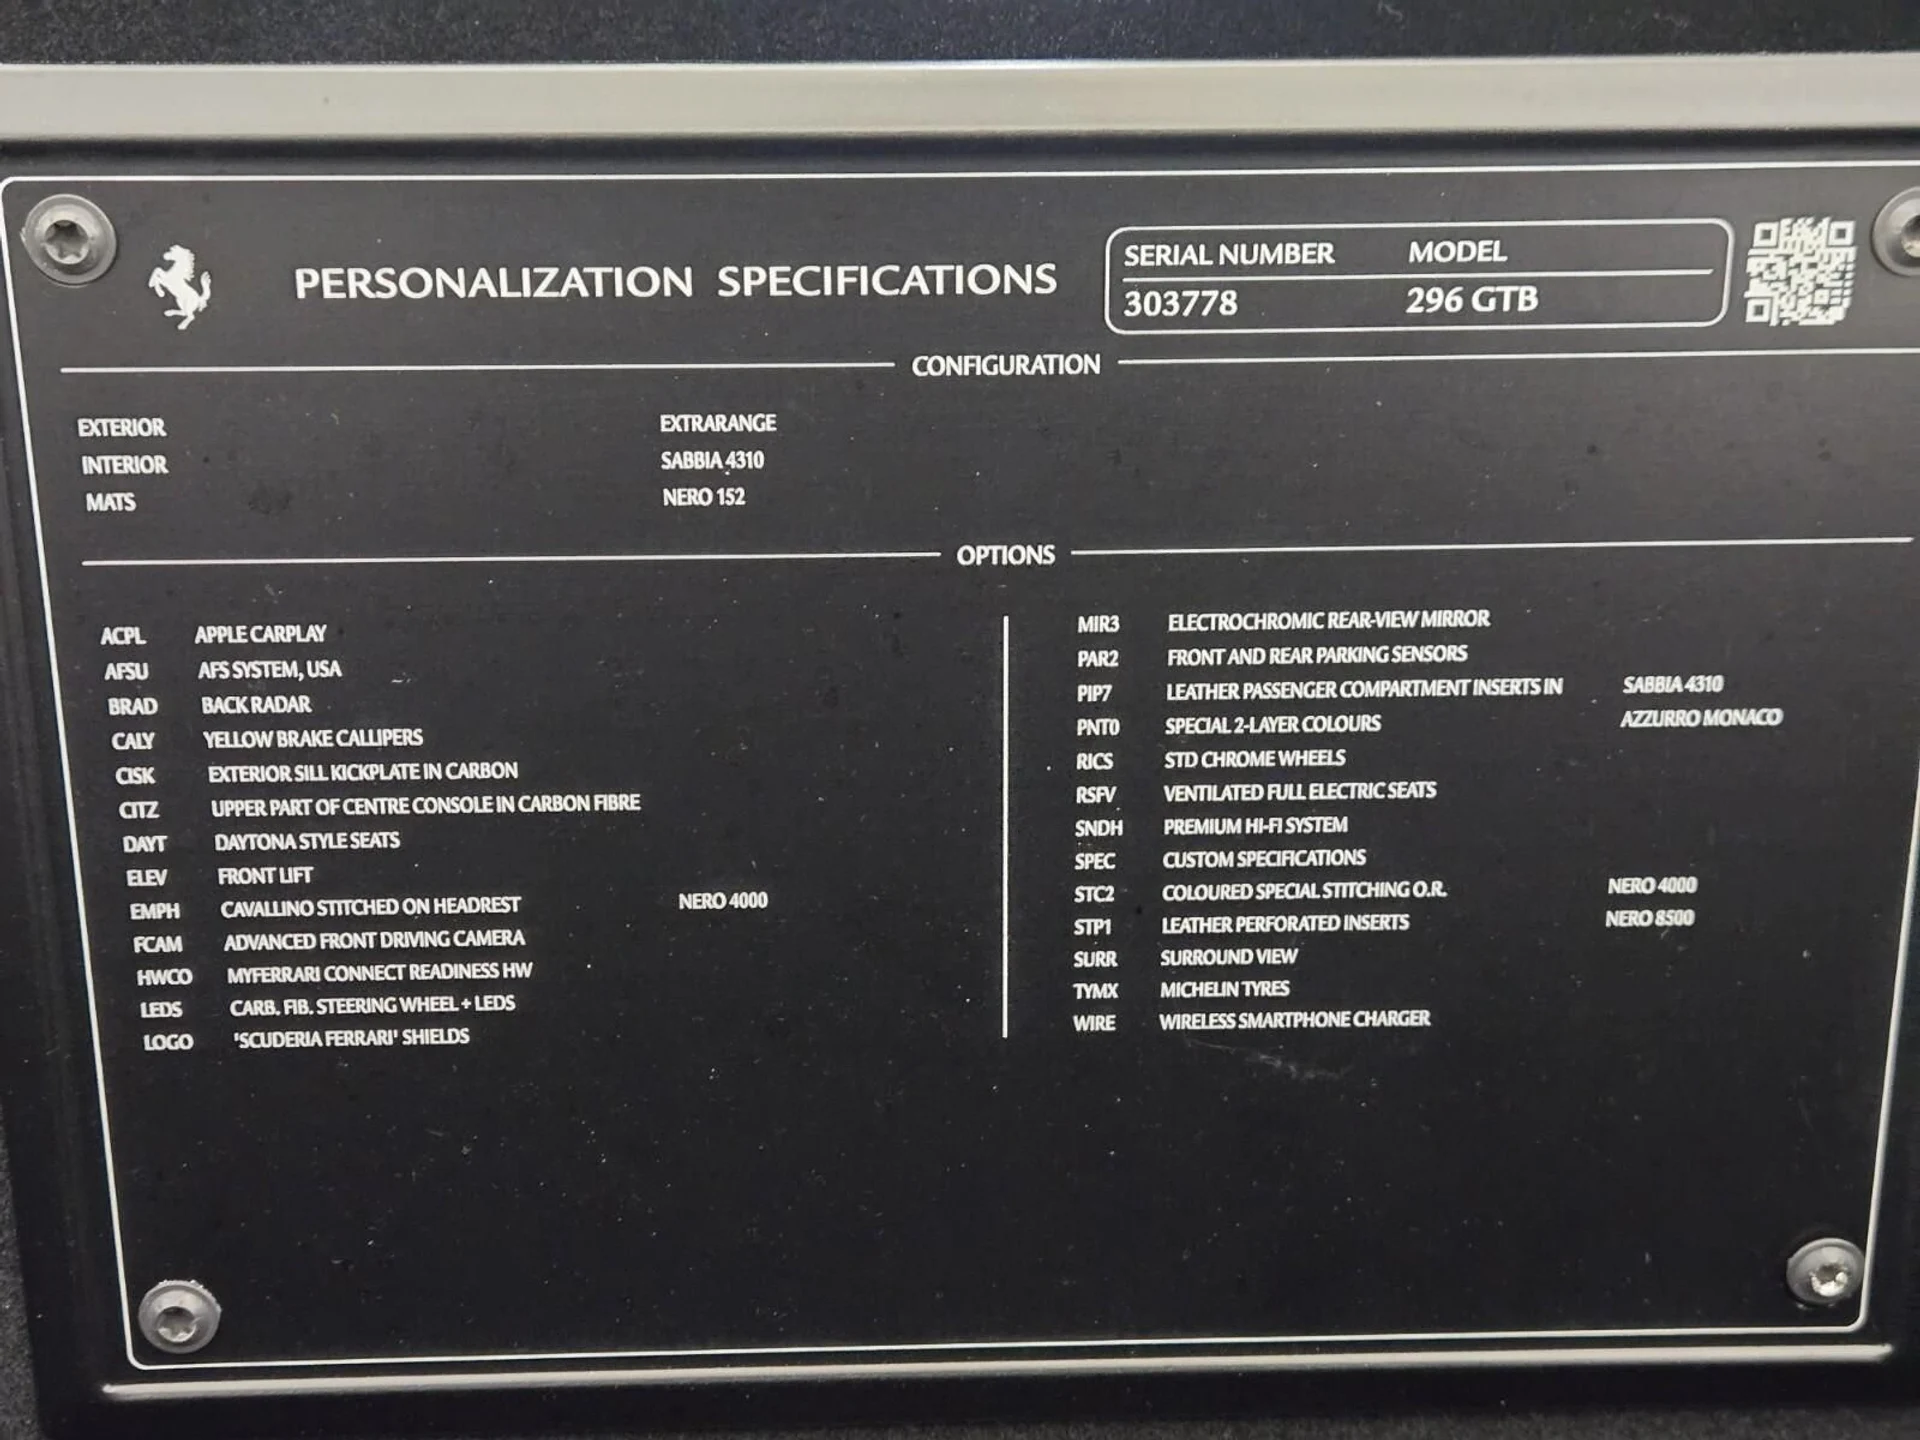 PERSONALIZATION SPECIFICATIONS
SERIAL NUMBER MODEL
303778 296 GTB
CONFIGURATION
EXTERIOR EXTRARANGE
INTERIOR SABBIA 4310
MATS NERO 152
OPTIONS
ACPL APPLE CARPLAY
AFSU AFS SYSTEM, USA
BRAD BACK RADAR
CALY YELLOW BRAKE CALLIPERS
CISK EXTERIOR SILL KICKPLATE IN CARBON
CITZ UPPER PART OF CENTRE CONSOLE IN CARBON FIBRE
DAYT DAYTONA STYLE SEATS
ELEV FRONT LIFT
EMPH CAVALLINO STITCHED ON HEADREST NERO 4000
FCAM ADVANCED FRONT DRIVING CAMERA
HWCO MYFERRARI CONNECT READINESS HW
LEDS CARB. FIB. STEERING WHEEL + LEDS
LOGO 'SCUDERIA FERRARI' SHIELDS
MIR3 ELECTROCHROMIC REAR-VIEW MIRROR
PAR2 FRONT AND REAR PARKING SENSORS
PIP7 LEATHER PASSENGER COMPARTMENT INSERTS IN SABBIA 4310
PNT0 SPECIAL 2-LAYER COLOURS AZZURRO MONACO
RICS STD CHROME WHEELS
RSFV VENTILATED FULL ELECTRIC SEATS
SNDH PREMIUM HI-FI SYSTEM
SPEC CUSTOM SPECIFICATIONS
STC2 COLOURED SPECIAL STITCHING O.R. NERO 4000
STP1 LEATHER PERFORATED INSERTS NERO 8500
SURR SURROUND VIEW
TYMX MICHELIN TYRES
WIRE WIRELESS SMARTPHONE CHARGER